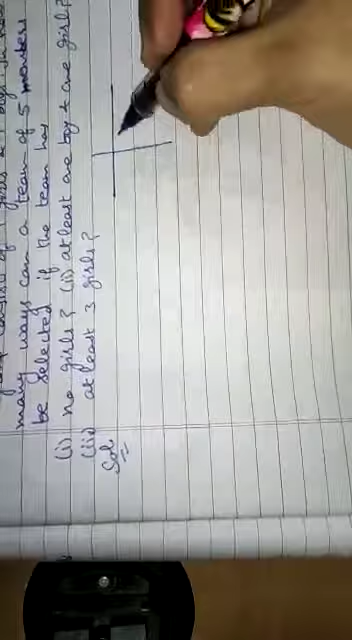 many ways can a team of 5 members
be selected if the team has
(i) no girls? (ii) at least one boy & one girl?
(iii) at least 3 girls?
Sol